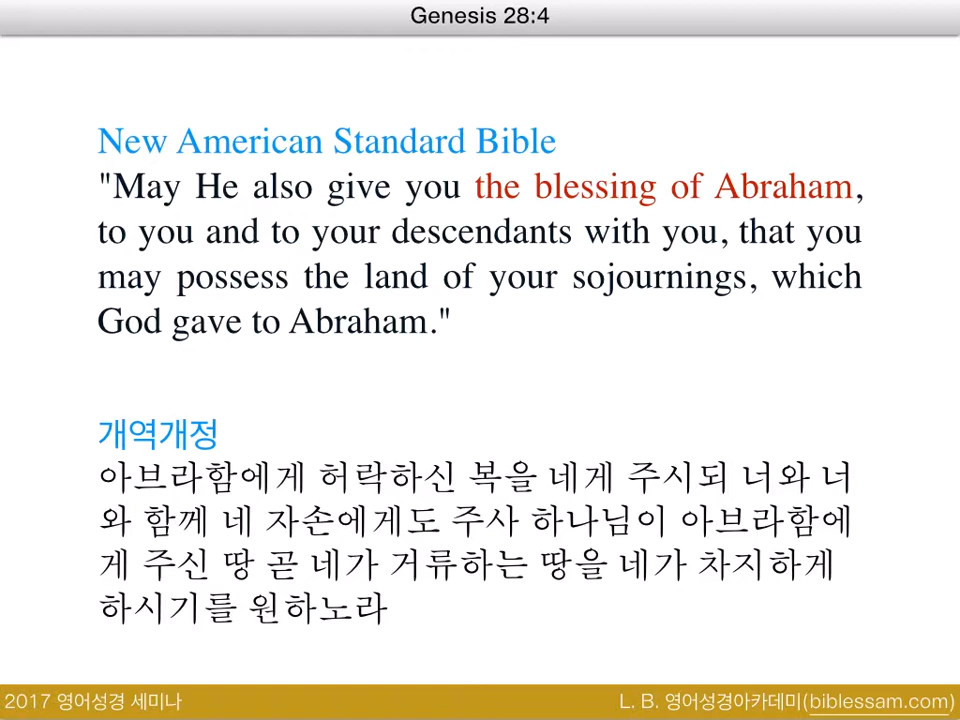 Genesis 28:4
New American Standard Bible
"May He also give you the blessing of Abraham,
to you and to your descendants with you, that you
may possess the land of your sojournings, which
God gave to Abraham."
개역개정
아브라함에게 허락하신 복을 네게 주시되 너와 너
와 함께 네 자손에게도 주사 하나님이 아브라함에
게 주신 땅 곧 네가 거류하는 땅을 네가 차지하게
하시기를 원하노라
2017 영어성경 세미나
L. B. 영어성경아카데미(biblessam.com)